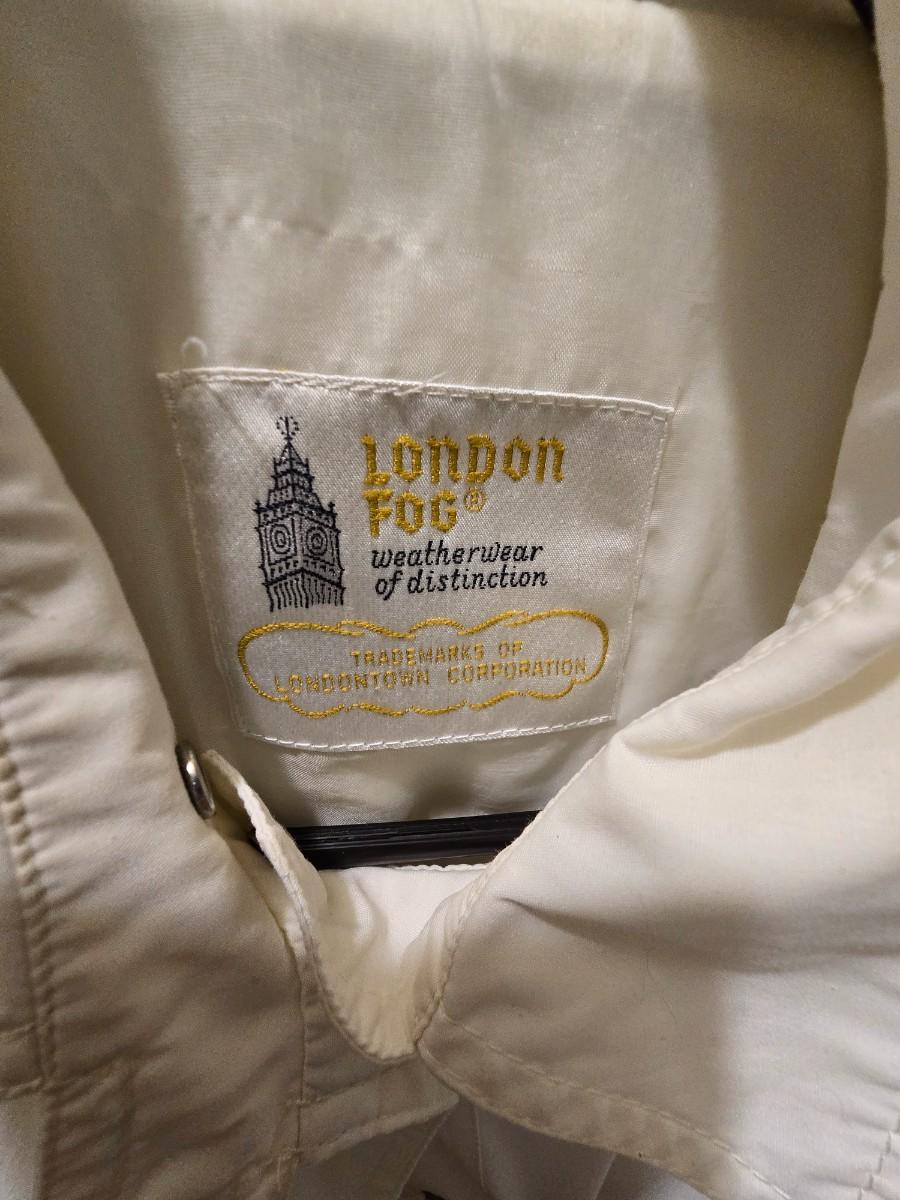 LONDON
FOG®
weatherwear
of distinction
TRADEMARKS OF
LONDONTOWN CORPORATION